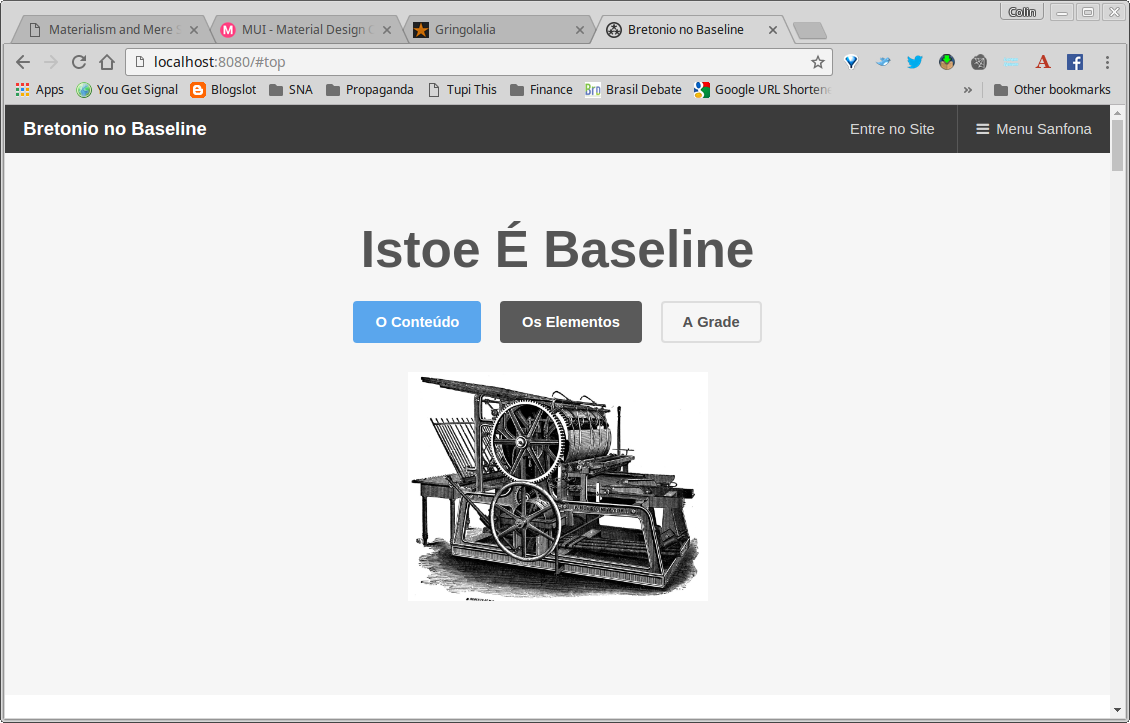 Colin
Materialism and Mere S
MUI - Material Design C
Gringolalia
Bretonio no Baseline
localhost:8080/#top
Apps
You Get Signal
Blogslot
SNA
Propaganda
Tupi This
Finance
Bro Brasil Debate
Google URL Shortene
»
Other bookmarks
Bretonio no Baseline
Entre no Site
Menu Sanfona
Istoe É Baseline
O Conteúdo
Os Elementos
A Grade